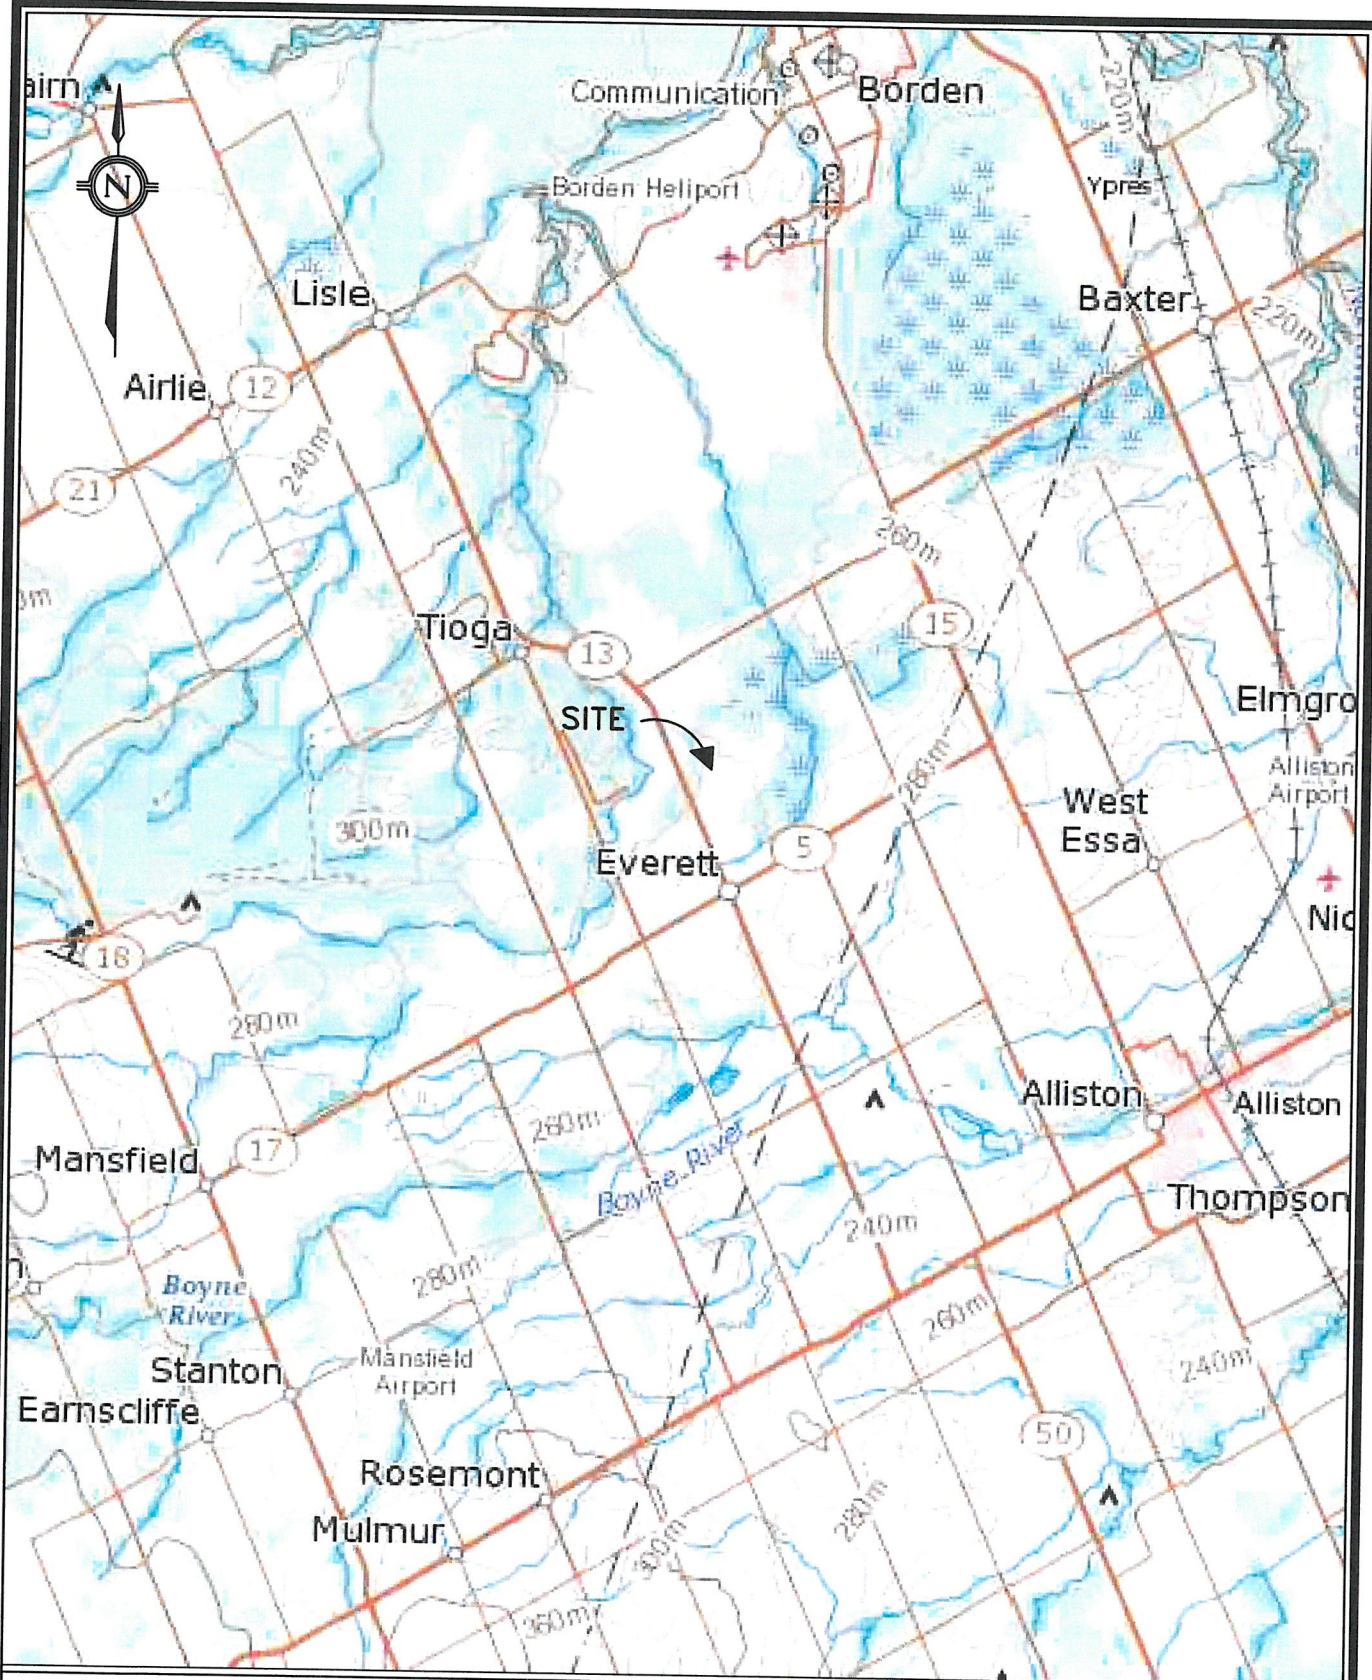 airn
Communication
Borden
220m
N
Borden Heliport
Ypres
Lisle
Baxter
220m
Airlie
12
240m
21
260m
Tioga
13
15
SITE
Elmgro
280m
Alliston
Airport
West
Essa
300m
Everett
5
Nic
18
280m
Alliston
Alliston
260m
Mansfield
17
Boyne River
Thompson
240m
280m
Boyne
River
260m
Mansfield
Airport
240m
Stanton
Earnscliffe
50
Rosemont
280m
Mulmur
300m
360m